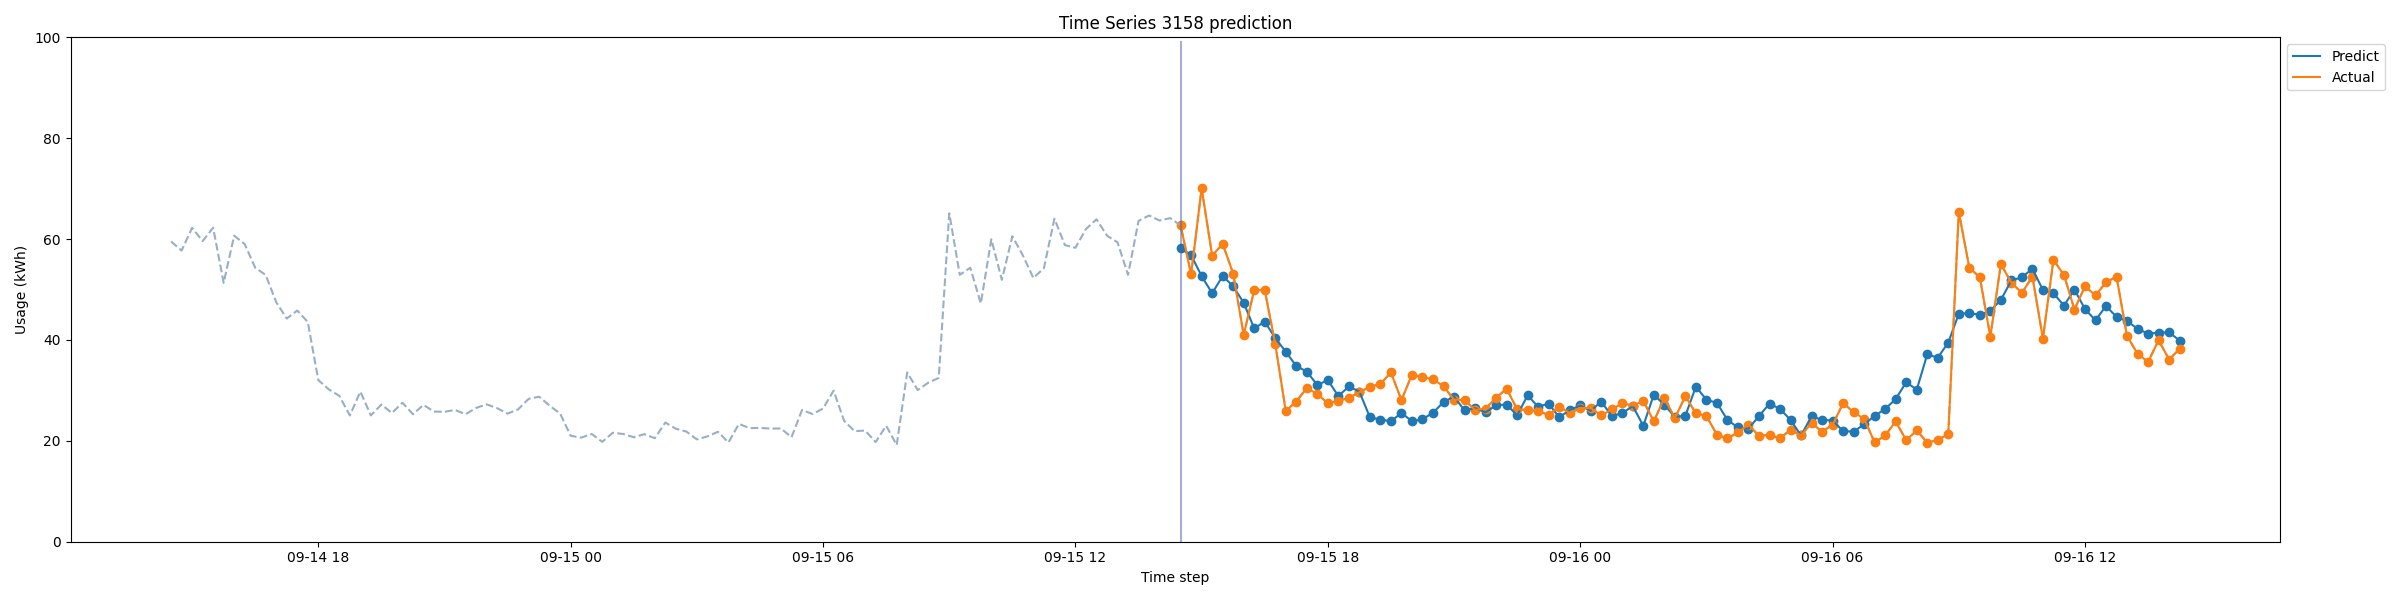 Time Series 3158 prediction
Predict
Actual
Usage (kWh)
100
80
60
40
20
0
09-14 18
09-15 00
09-15 06
09-15 12
09-15 18
09-16 00
09-16 06
09-16 12
Time step